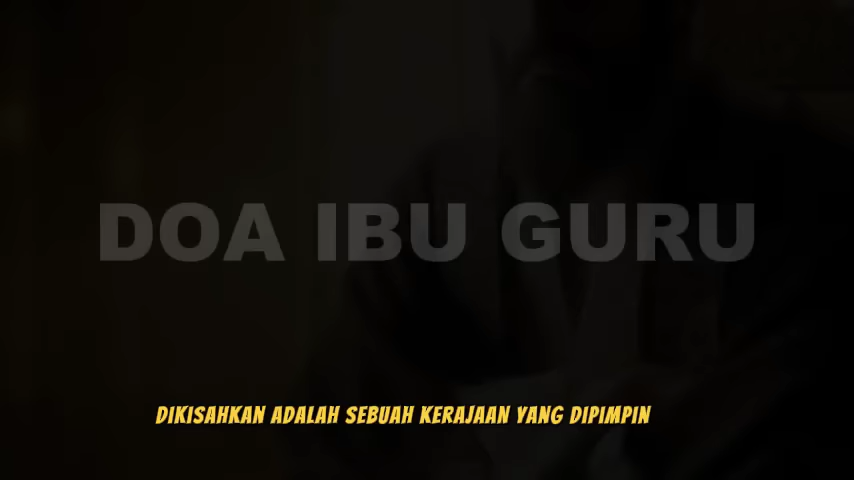 DOA IBU GURU
DIKISAHKAN ADALAH SEBUAH KERAJAAN YANG DIPIMPIN